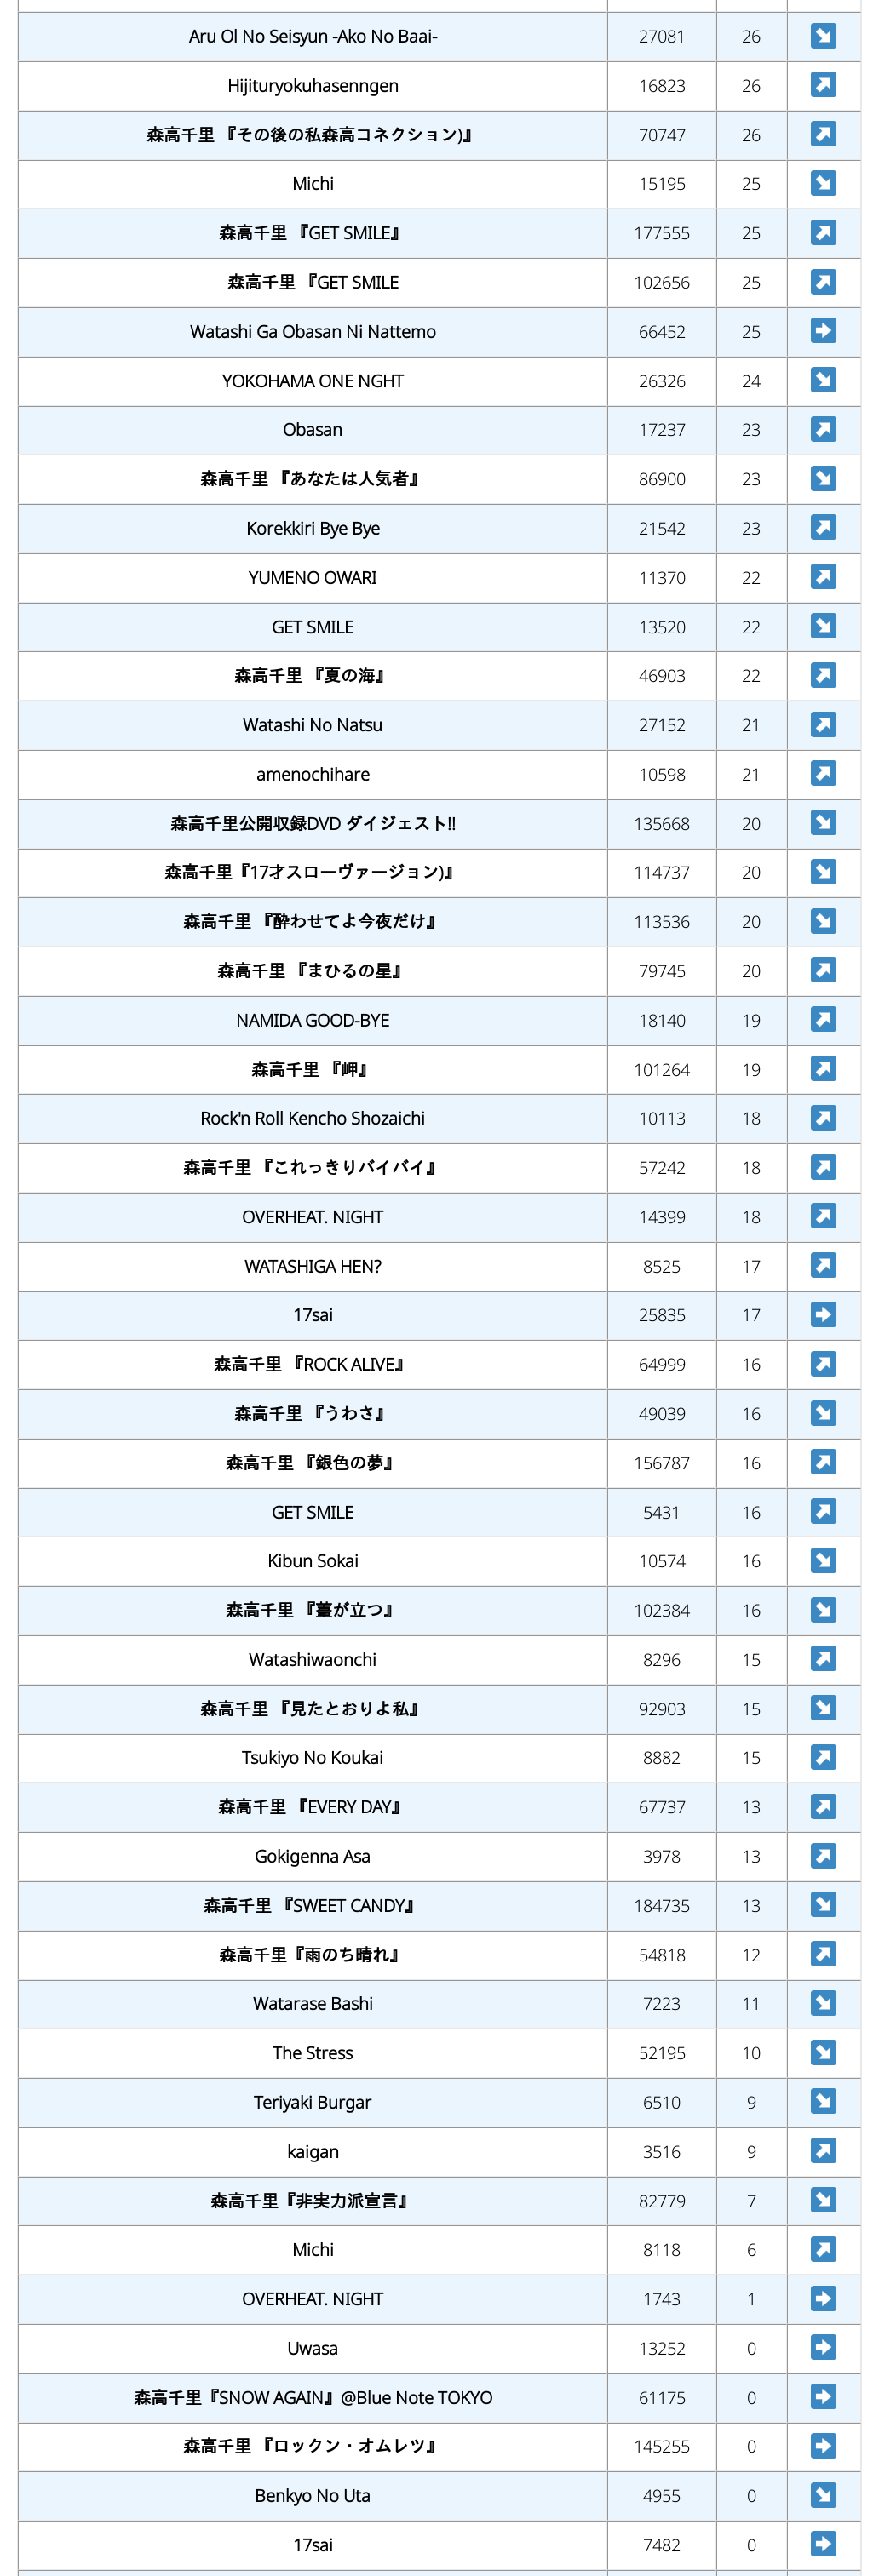 Aru Ol No Seisyun -Ako No Baai- 27081 26 ↘
Hijituryokuhasenngen 16823 26 ↗
森高千里 『その後の私森高コネクション)』 70747 26 ↗
Michi 15195 25 ↘
森高千里 『GET SMILE』 177555 25 ↗
森高千里 『GET SMILE 102656 25 ↗
Watashi Ga Obasan Ni Nattemo 66452 25 ➡
YOKOHAMA ONE NGHT 26326 24 ↘
Obasan 17237 23 ↗
森高千里 『あなたは人気者』 86900 23 ↘
Korekkiri Bye Bye 21542 23 ↗
YUMENO OWARI 11370 22 ↗
GET SMILE 13520 22 ↘
森高千里 『夏の海』 46903 22 ↗
Watashi No Natsu 27152 21 ↗
amenochihare 10598 21 ↗
森高千里公開収録DVD ダイジェスト!! 135668 20 ↘
森高千里『17才スローヴァージョン)』 114737 20 ↘
森高千里 『酔わせてよ今夜だけ』 113536 20 ↘
森高千里 『まひるの星』 79745 20 ↗
NAMIDA GOOD-BYE 18140 19 ↗
森高千里 『岬』 101264 19 ↗
Rock'n Roll Kencho Shozaichi 10113 18 ↗
森高千里 『これっきりバイバイ』 57242 18 ↗
OVERHEAT. NIGHT 14399 18 ↗
WATASHIGA HEN? 8525 17 ↗
17sai 25835 17 ➡
森高千里 『ROCK ALIVE』 64999 16 ↗
森高千里 『うわさ』 49039 16 ↘
森高千里 『銀色の夢』 156787 16 ↗
GET SMILE 5431 16 ↗
Kibun Sokai 10574 16 ↘
森高千里 『薹が立つ』 102384 16 ↘
Watashiwaonchi 8296 15 ↗
森高千里 『見たとおりよ私』 92903 15 ↘
Tsukiyo No Koukai 8882 15 ↗
森高千里 『EVERY DAY』 67737 13 ↗
Gokigenna Asa 3978 13 ↗
森高千里 『SWEET CANDY』 184735 13 ↘
森高千里『雨のち晴れ』 54818 12 ↗
Watarase Bashi 7223 11 ↘
The Stress 52195 10 ↘
Teriyaki Burgar 6510 9 ↘
kaigan 3516 9 ↗
森高千里『非実力派宣言』 82779 7 ↘
Michi 8118 6 ↗
OVERHEAT. NIGHT 1743 1 ➡
Uwasa 13252 0 ➡
森高千里『SNOW AGAIN』@Blue Note TOKYO 61175 0 ➡
森高千里 『ロックン・オムレツ』 145255 0 ➡
Benkyo No Uta 4955 0 ↘
17sai 7482 0 ➡